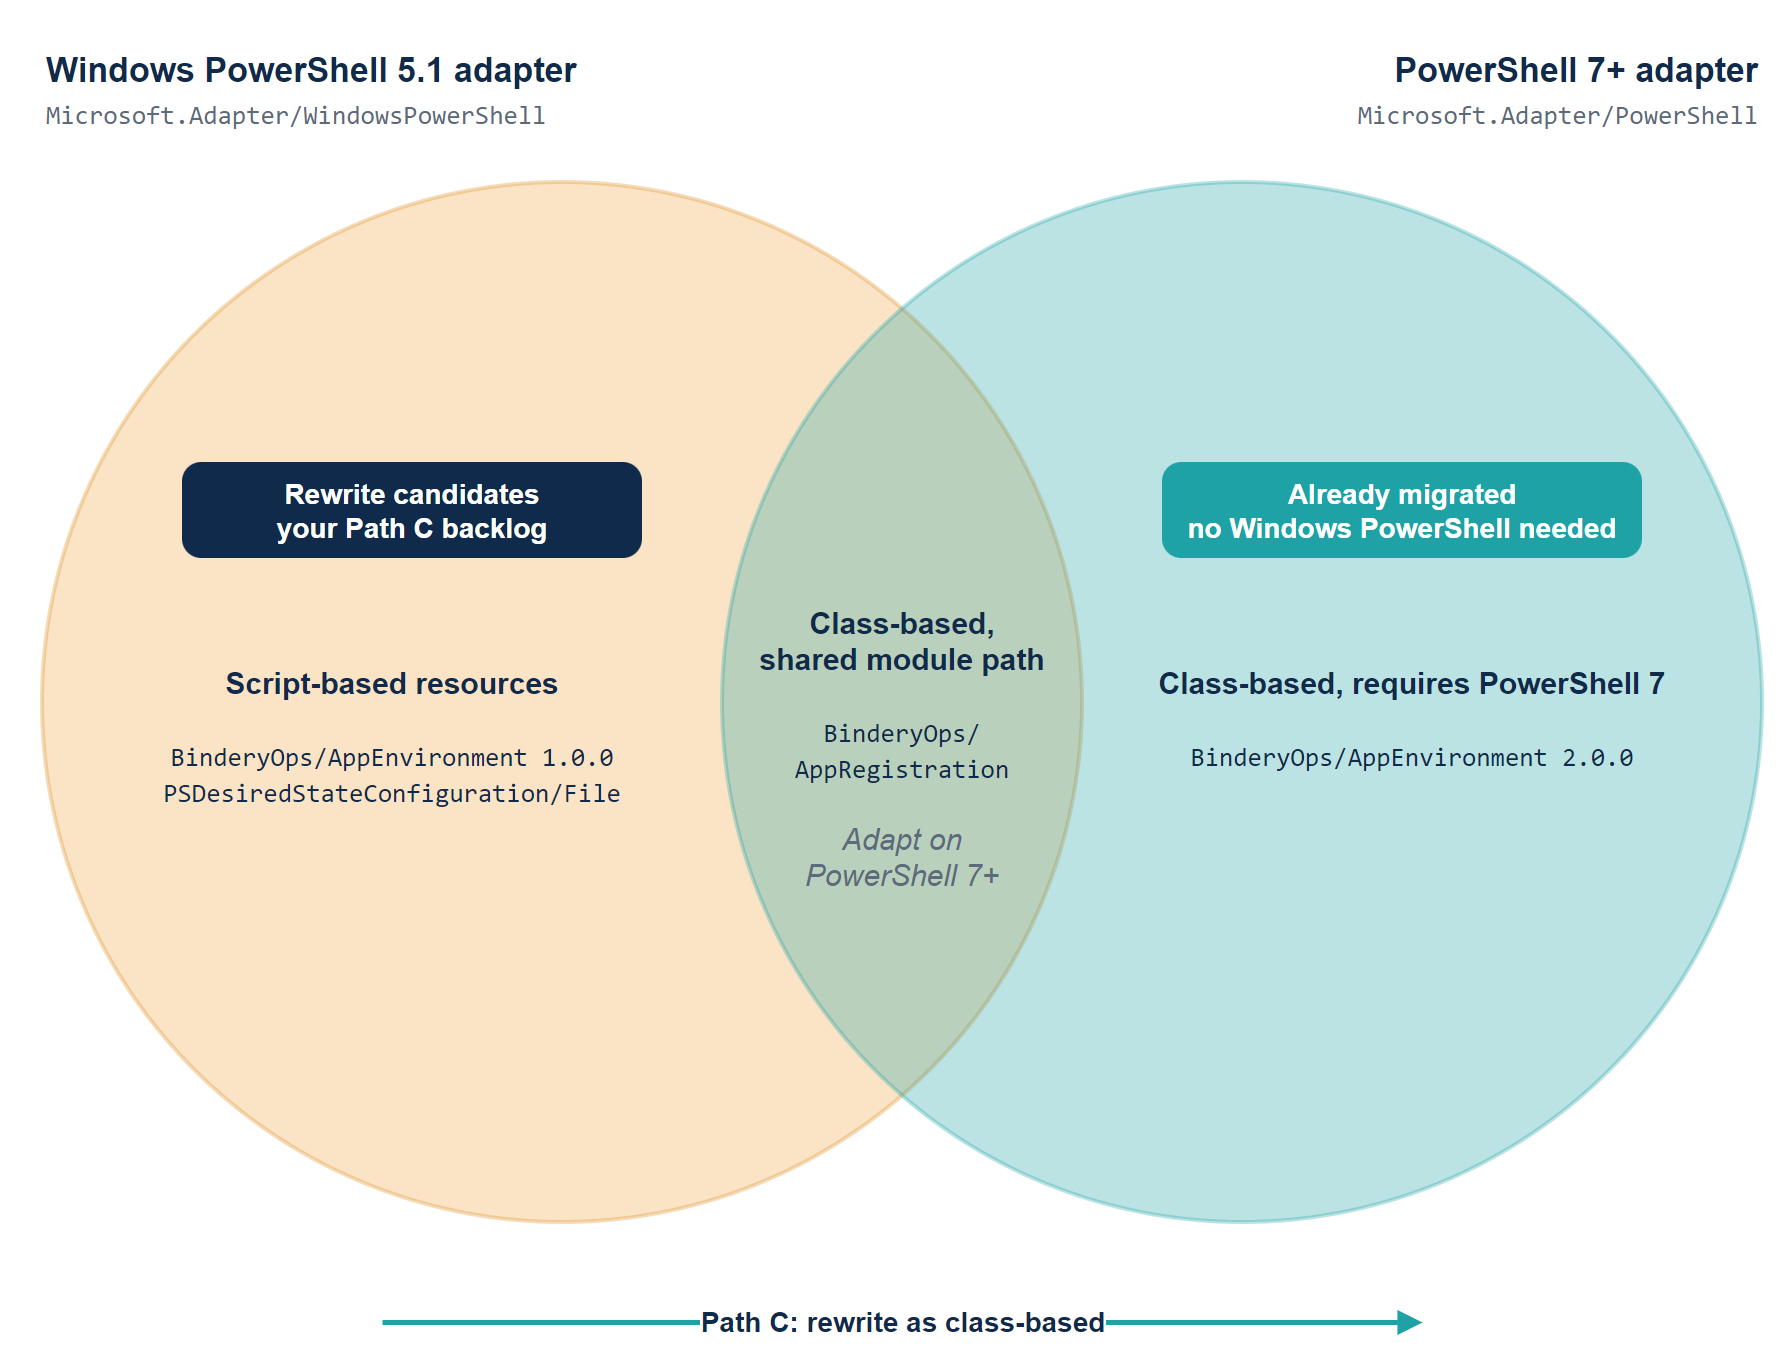 Windows PowerShell 5.1 adapter
Microsoft.Adapter/WindowsPowerShell
PowerShell 7+ adapter
Microsoft.Adapter/PowerShell
Rewrite candidates
your Path C backlog
Script-based resources
BinderyOps/AppEnvironment 1.0.0
PSDesiredStateConfiguration/File
Class-based,
shared module path
BinderyOps/
AppRegistration
Adapt on
PowerShell 7+
Already migrated
no Windows PowerShell needed
Class-based, requires PowerShell 7
BinderyOps/AppEnvironment 2.0.0
Path C: rewrite as class-based